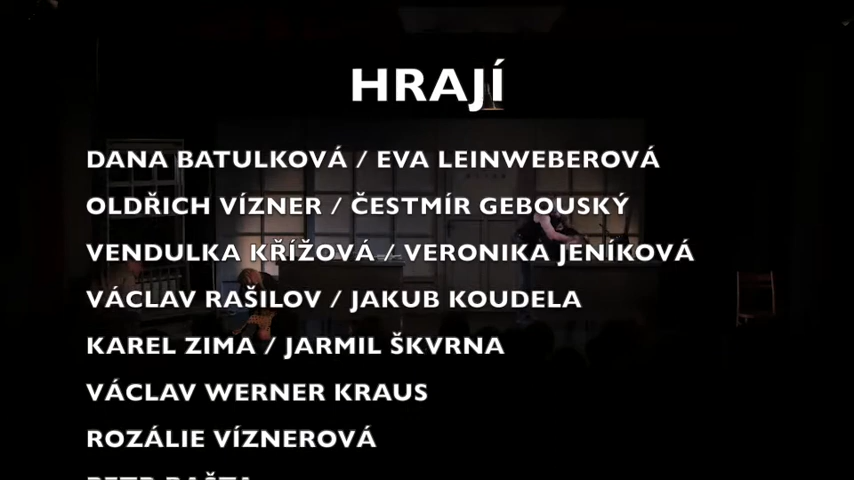 HRAJÍ
DANA BATULKOVÁ / EVA LEINWEBEROVÁ
OLDŘICH VÍZNER / ČESTMÍR GEBOUSKÝ
VENDULKA KŘÍŽOVÁ / VERONIKA JENÍKOVÁ
VÁCLAV RAŠILOV / JAKUB KOUDELA
KAREL ZIMA / JARMIL ŠKVRNA
VÁCLAV WERNER KRAUS
ROZÁLIE VÍZNEROVÁ